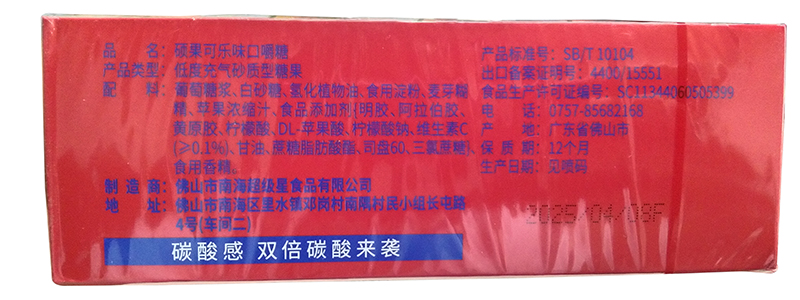 品名：硕果可乐味口嚼糖
产品类型：低度充气砂质型糖果
配料：葡萄糖浆、白砂糖、氢化植物油、食用淀粉、麦芽糊
精、苹果浓缩汁、食品添加剂{明胶、阿拉伯胶、
黄原胶、柠檬酸、DL-苹果酸、柠檬酸钠、维生素C
(≥0.1%)、甘油、蔗糖脂肪酸酯、司盘60、三氯蔗糖}、
食用香精。
制造商：佛山市南海超级星食品有限公司
地址：佛山市南海区里水镇邓岗村南隅村民小组长屯路
4号(车间二)
碳酸感 双倍碳酸来袭
产品标准号：SB/T 10104
出口备案证明号：4400/15551
食品生产许可证编号：SC11344060505399
电话：0757-85682168
产地：广东省佛山市
保质期：12个月
生产日期：见喷码
2025/04/08F